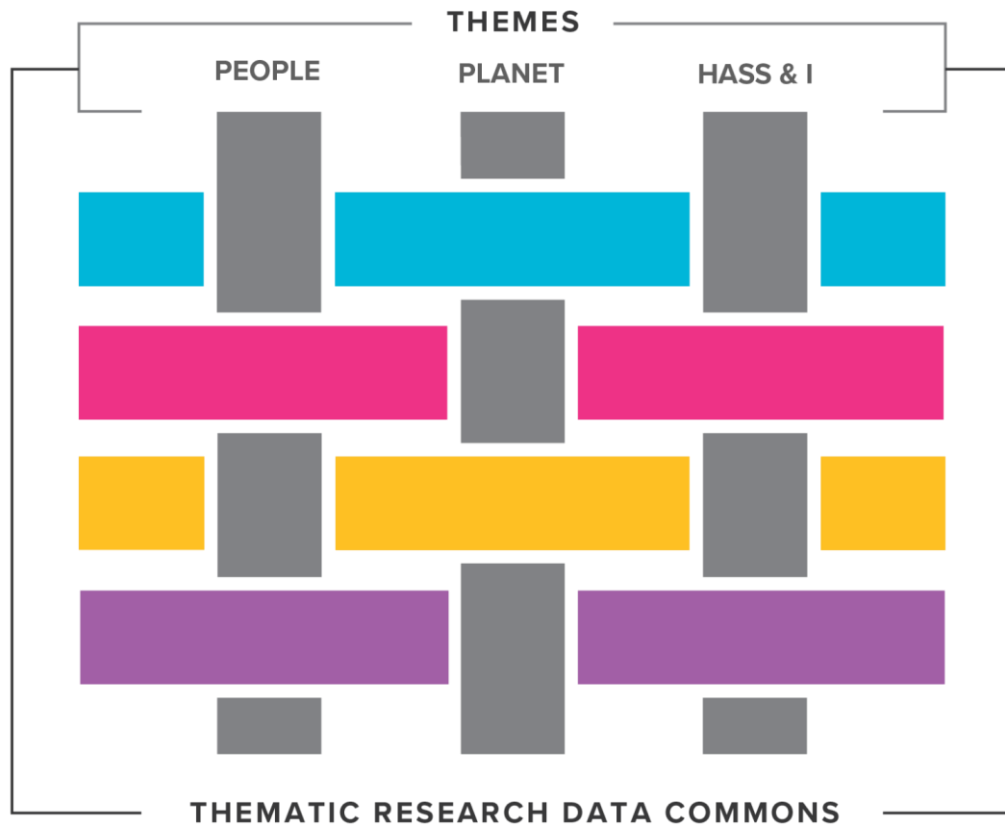 THEMES
PEOPLE PLANET HASS & I
THEMATIC RESEARCH DATA COMMONS